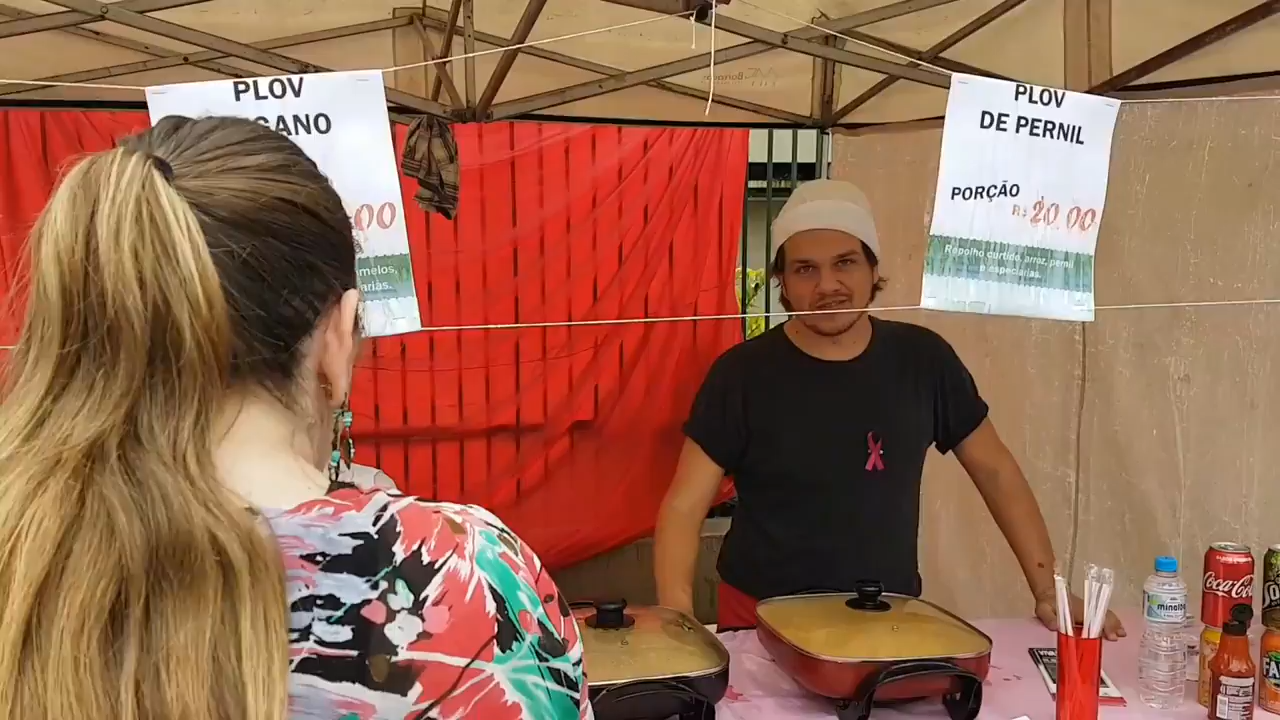 PLOV
GANO
00
melos,
rias.
PLOV
DE PERNIL
PORÇÃO
R$ 20,00
Repolho curtido, arroz, pernil
e especiarias.
Coca-Cola
minalba